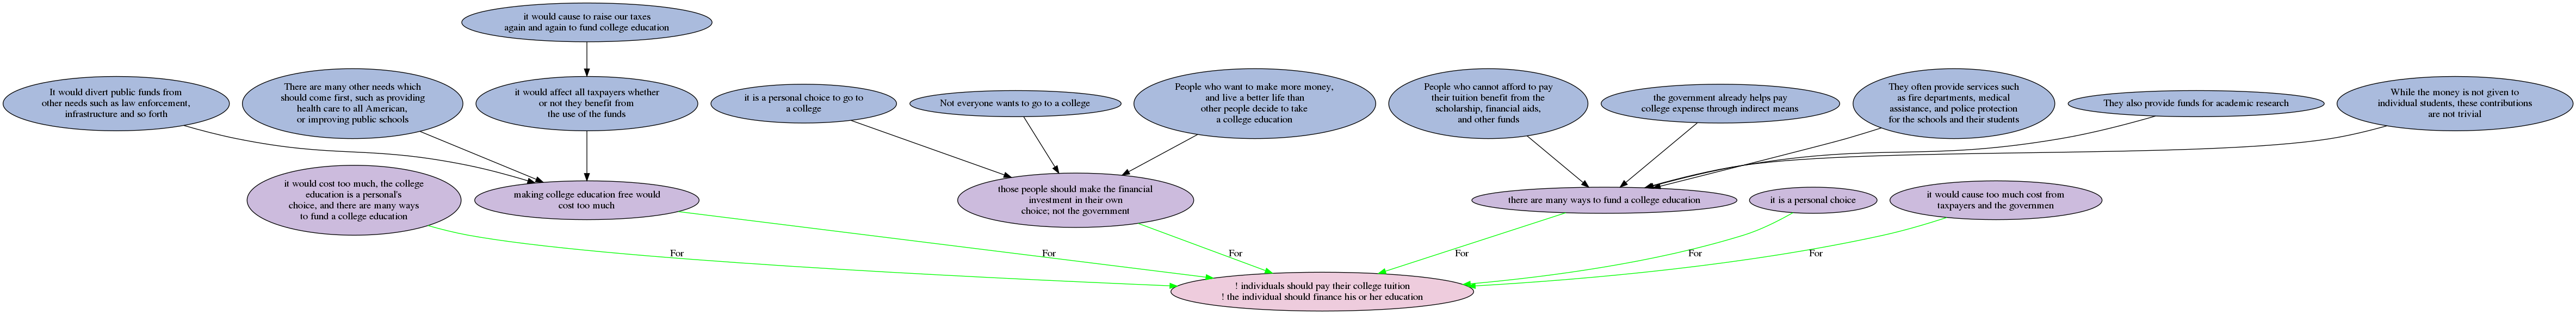 it would cause to raise our taxes
again and again to fund college education
It would divert public funds from
other needs such as law enforcement,
infrastructure and so forth
There are many other needs which
should come first, such as providing
health care to all American,
or improving public schools
it would affect all taxpayers whether
or not they benefit from
the use of the funds
it is a personal choice to go to
a college
Not everyone wants to go to a college
People who want to make more money,
and live a better life than
other people decide to take
a college education
People who cannot afford to pay
their tuition benefit from the
scholarship, financial aids,
and other funds
the government already helps pay
college expense through indirect means
They often provide services such
as fire departments, medical
assistance, and police protection
for the schools and their students
They also provide funds for academic research
While the money is not given to
individual students, these contributions
are not trivial
it would cost too much, the college
education is a personal's
choice, and there are many ways
to fund a college education
making college education free would
cost too much
those people should make the financial
investment in their own
choice; not the government
there are many ways to fund a college education
it is a personal choice
it would cause too much cost from
taxpayers and the governmen
For
For
For
For
For
For
! individuals should pay their college tuition
! the individual should finance his or her education